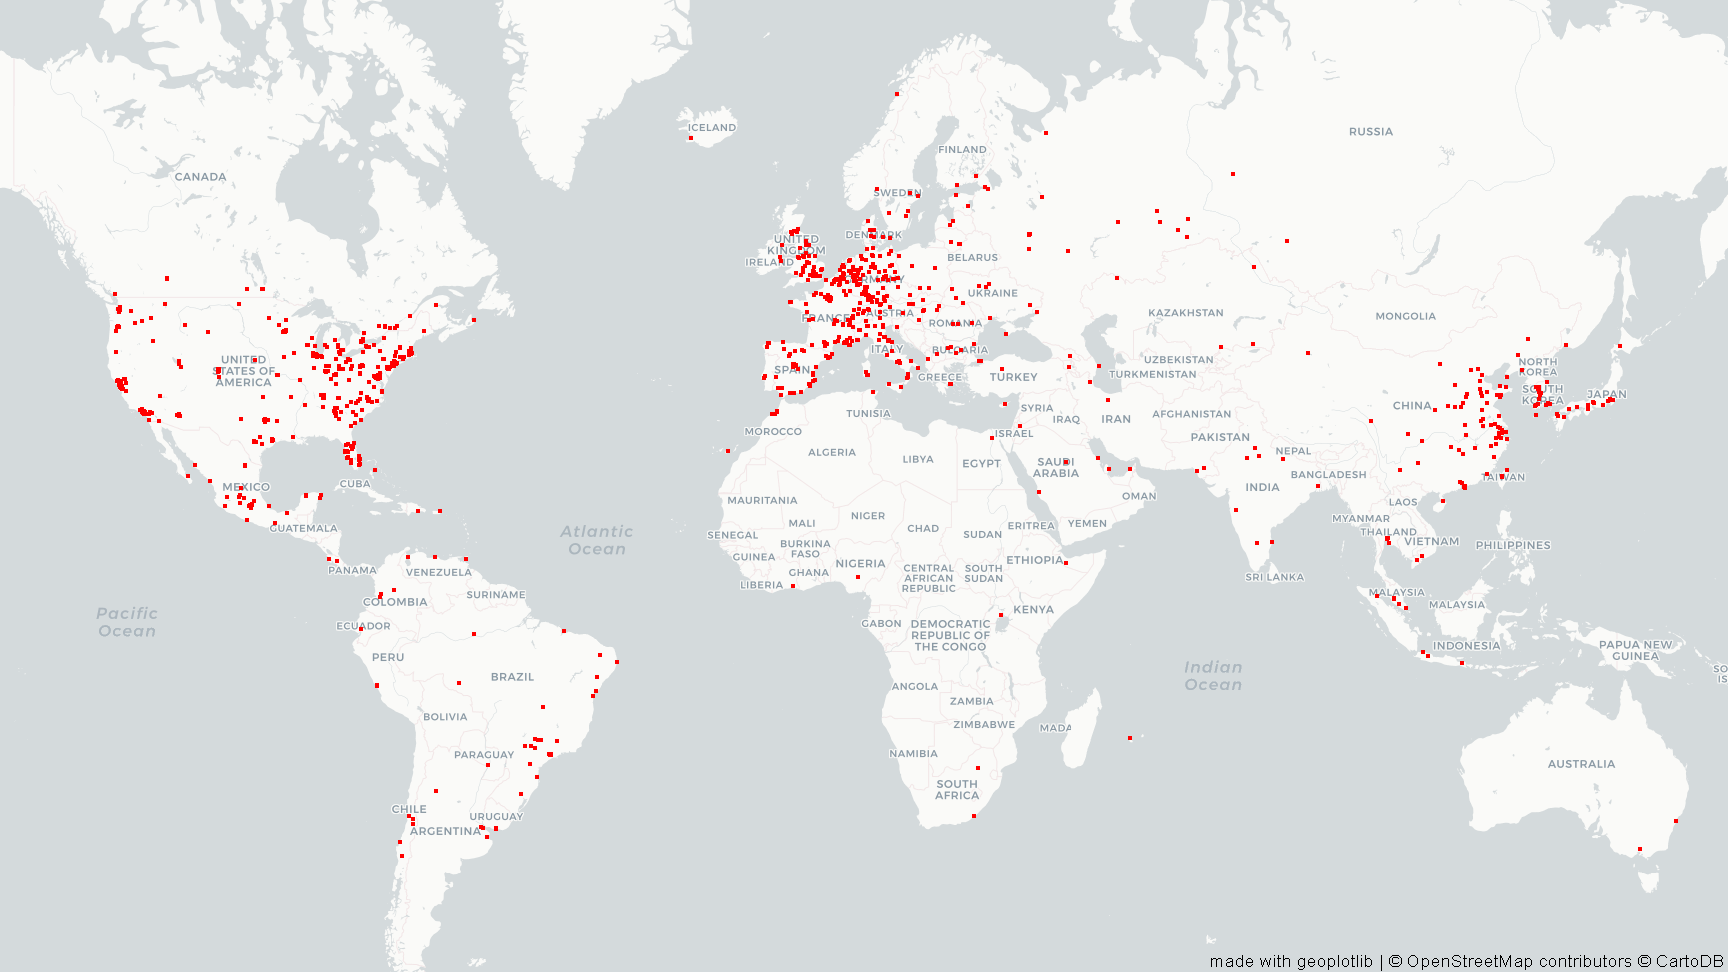 ICELAND
RUSSIA
FINLAND
CANADA
SWEDEN
DENMARK
UNITED
KINGDOM
IRELAND
BELARUS
GERMANY
UKRAINE
KAZAKHSTAN
MONGOLIA
FRANCE
AUSTRIA
ROMANIA
ITALY
BULGARIA
UNITED
STATES OF
AMERICA
SPAIN
GREECE
TURKEY
UZBEKISTAN
TURKMENISTAN
NORTH
KOREA
SOUTH
KOREA
JAPAN
CHINA
TUNISIA
SYRIA
IRAQ
IRAN
AFGHANISTAN
MOROCCO
ISRAEL
PAKISTAN
ALGERIA
LIBYA
EGYPT
SAUDI
ARABIA
NEPAL
BANGLADESH
TAIWAN
MEXICO
CUBA
INDIA
OMAN
LAOS
MAURITANIA
MALI
NIGER
CHAD
SUDAN
ERITREA
YEMEN
MYANMAR
THAILAND
VIETNAM
PHILIPPINES
GUATEMALA
Atlantic
Ocean
SENEGAL
GUINEA
BURKINA
FASO
GHANA
NIGERIA
LIBERIA
CENTRAL
AFRICAN
REPUBLIC
SOUTH
SUDAN
ETHIOPIA
SRI LANKA
PANAMA
VENEZUELA
COLOMBIA
SURINAME
MALAYSIA
MALAYSIA
Pacific
Ocean
ECUADOR
GABON
DEMOCRATIC
REPUBLIC OF
THE CONGO
KENYA
INDONESIA
PAPUA NEW
GUINEA
PERU
BRAZIL
Indian
Ocean
SO
IS
ANGOLA
ZAMBIA
BOLIVIA
ZIMBABWE
MADA
PARAGUAY
NAMIBIA
AUSTRALIA
SOUTH
AFRICA
CHILE
URUGUAY
ARGENTINA
made with geoplotlib | © OpenStreetMap contributors © CartoDB